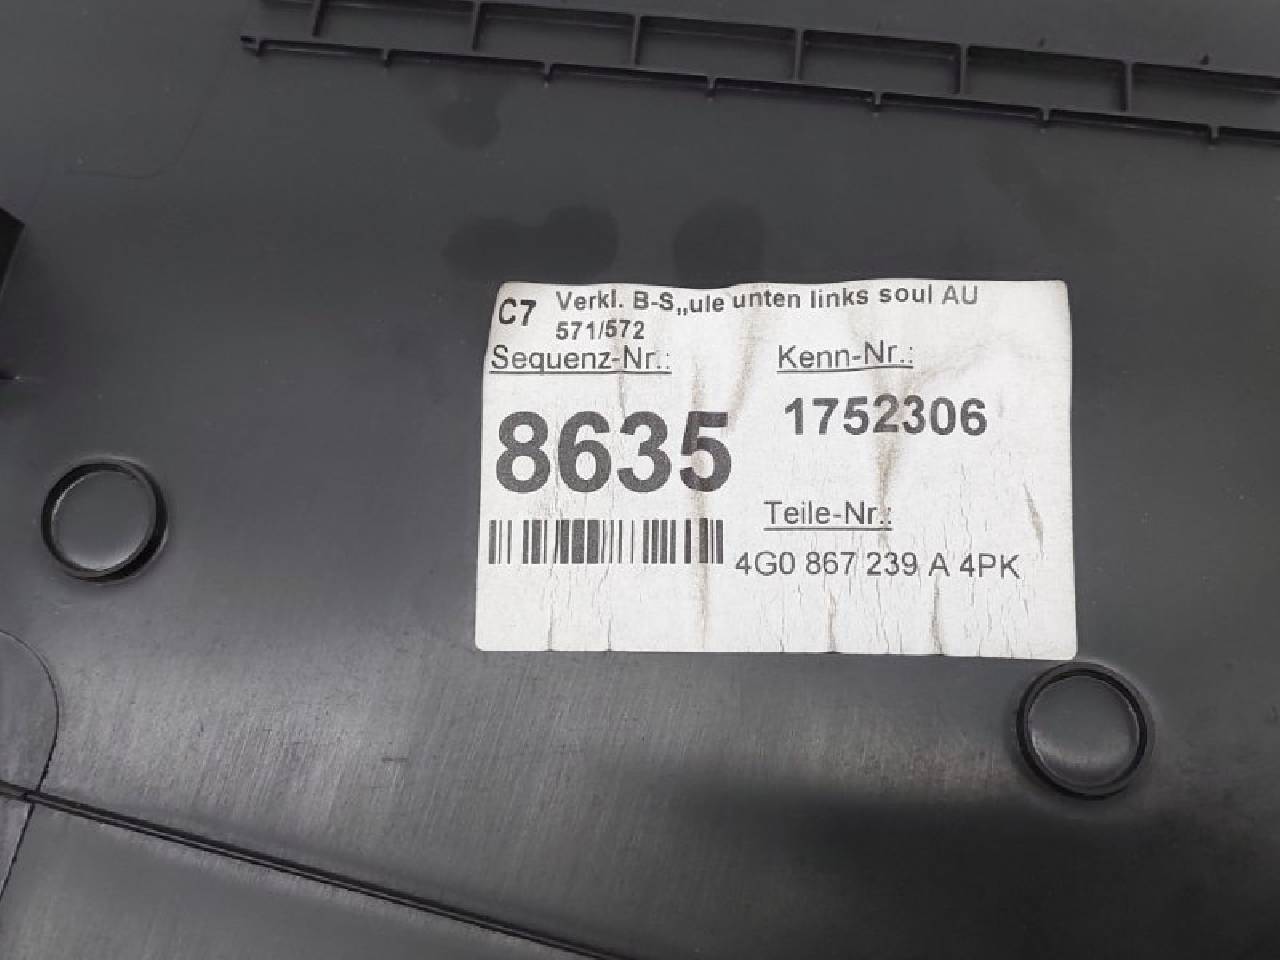 C7 Verkl. B-S„ule unten links soul AU
571/572
Sequenz-Nr.: Kenn-Nr.:
8635 1752306
Teile-Nr.:
4G0 867 239 A 4PK